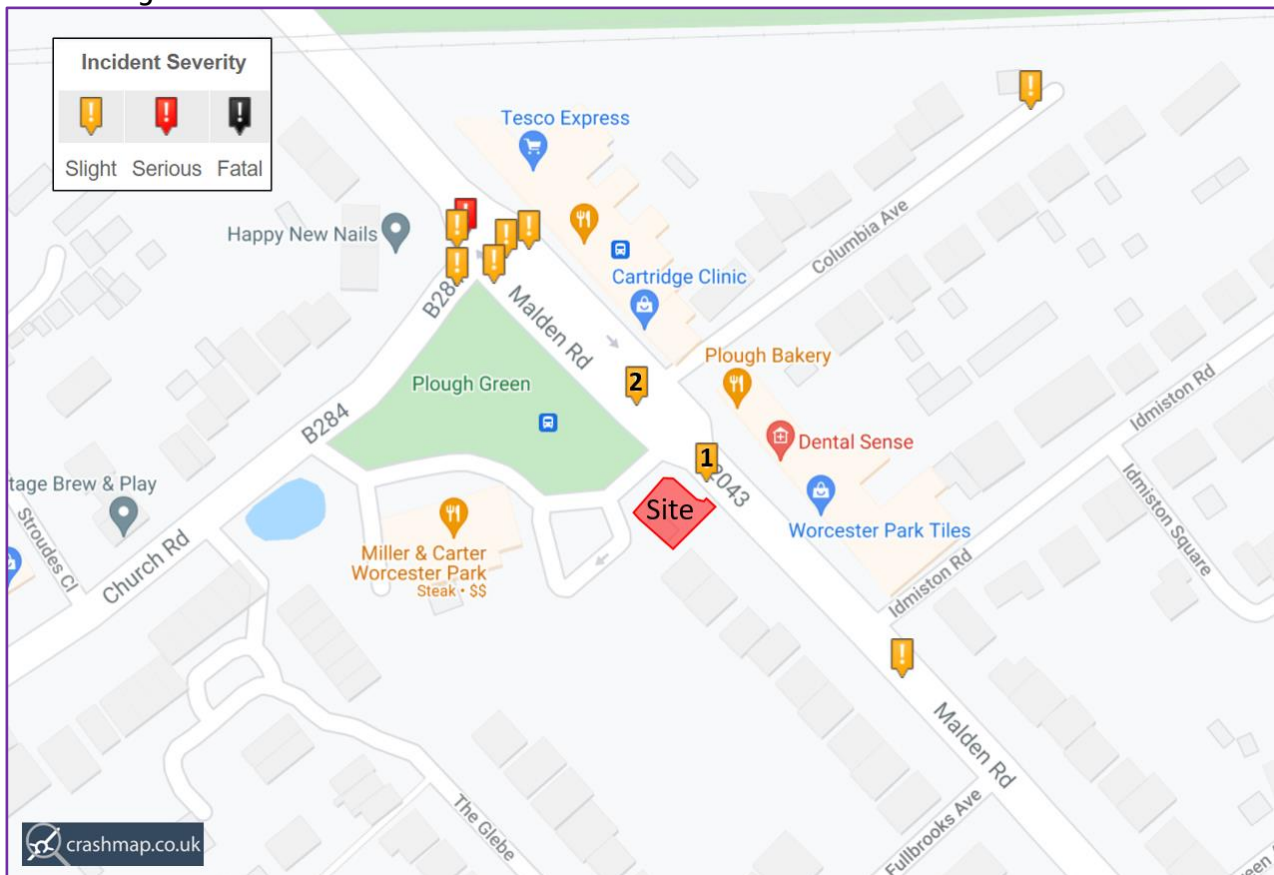 Incident Severity
Slight Serious Fatal
Tesco Express
Happy New Nails
Cartridge Clinic
Columbia Ave
Malden Rd
Plough Bakery
Plough Green
B284
Dental Sense
Idmiston Rd
2
1
2043
Site
Worcester Park Tiles
Idmiston Square
tage Brew & Play
Stroudes Cl
Church Rd
Miller & Carter
Worcester Park
Steak • $$
Idmiston Rd
Malden Rd
The Glebe
Fullbrooks Ave
crashmap.co.uk